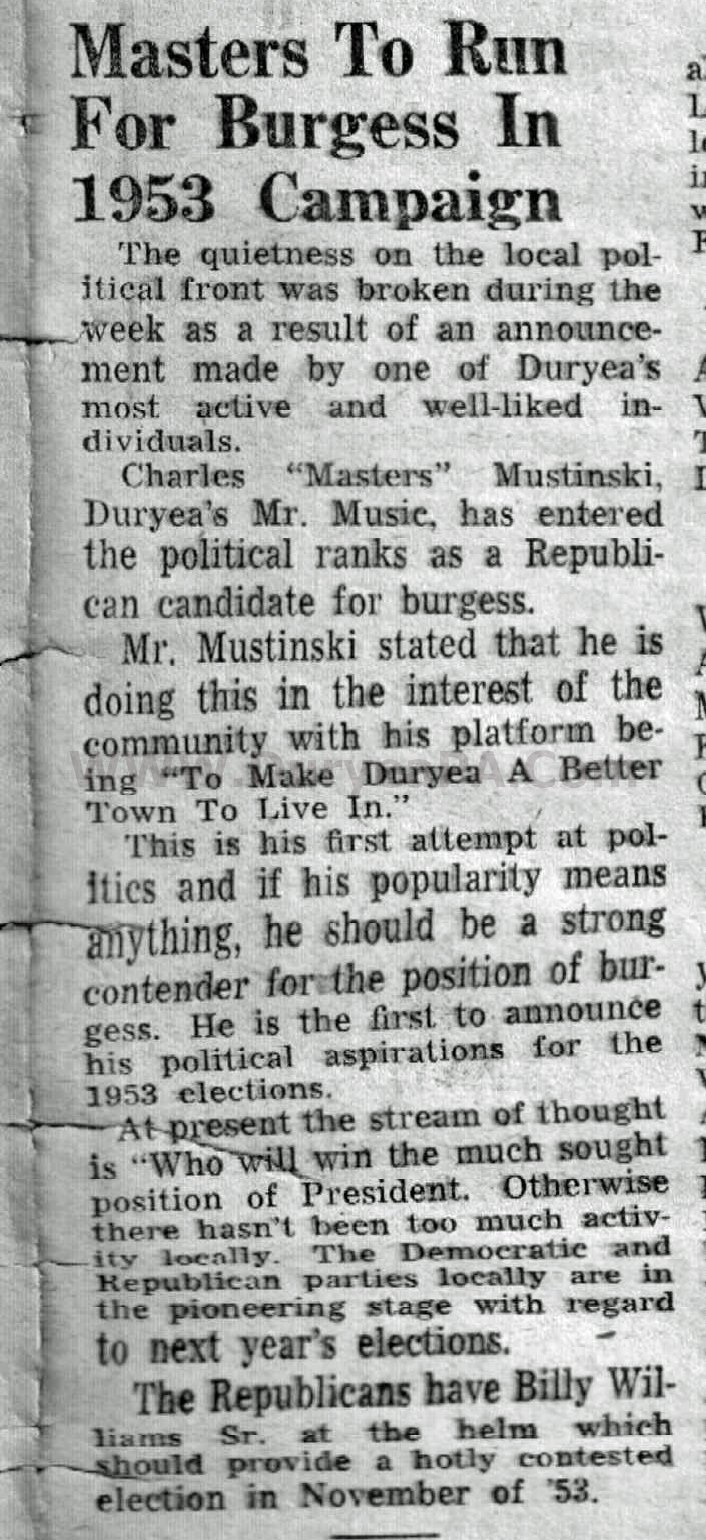 Masters To Run
For Burgess In
1953 Campaign
The quietness on the local pol-
itical front was broken during the
week as a result of an announce-
ment made by one of Duryea's
most active and well-liked in-
dividuals.
Charles "Masters" Mustinski,
Duryea's Mr. Music, has entered
the political ranks as a Republi-
can candidate for burgess.
Mr. Mustinski stated that he is
doing this in the interest of the
community with his platform be-
ing "To Make Duryea A Better
Town To Live In."
This is his first attempt at pol-
itics and if his popularity means
anything, he should be a strong
contender for the position of bur-
gess. He is the first to announce
his political aspirations for the
1953 elections.
At present the stream of thought
is "Who will win the much sought
position of President. Otherwise
there hasn't been too much activ-
ity locally. The Democratic and
Republican parties locally are in
the pioneering stage with regard
to next year's elections.
The Republicans have Billy Wil-
liams Sr. at the helm which
should provide a hotly contested
election in November of '53.